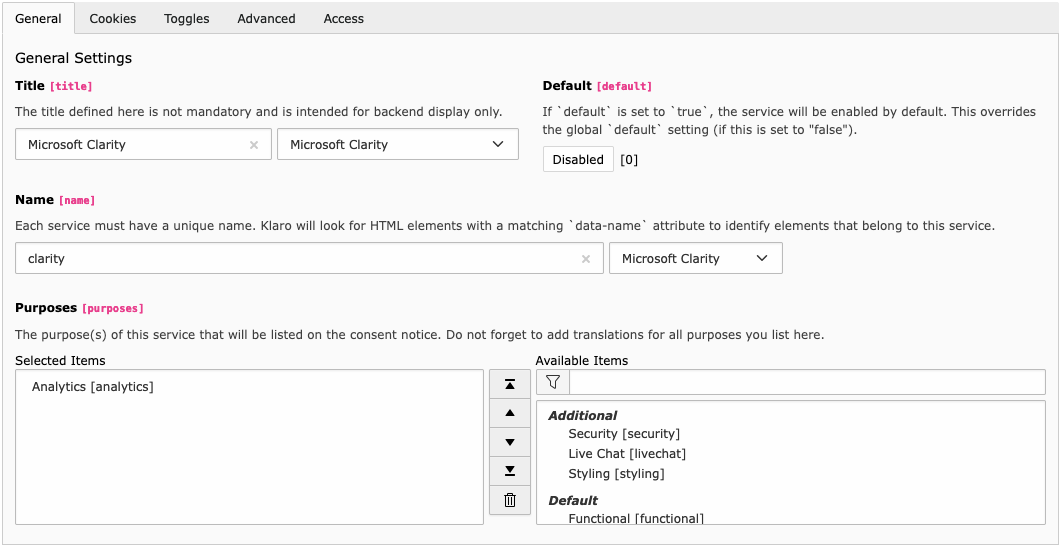 General Cookies Toggles Advanced Access
General Settings
Title [title]
The title defined here is not mandatory and is intended for backend display only.
Microsoft Clarity × Microsoft Clarity
Default [default]
If `default` is set to `true`, the service will be enabled by default. This overrides
the global `default` setting (if this is set to "false").
Disabled [0]
Name [name]
Each service must have a unique name. Klaro will look for HTML elements with a matching `data-name` attribute to identify elements that belong to this service.
clarity × Microsoft Clarity
Purposes [purposes]
The purpose(s) of this service that will be listed on the consent notice. Do not forget to add translations for all purposes you list here.
Selected Items
Analytics [analytics]
Available Items
Additional
Security [security]
Live Chat [livechat]
Styling [styling]
Default
Functional [functional]